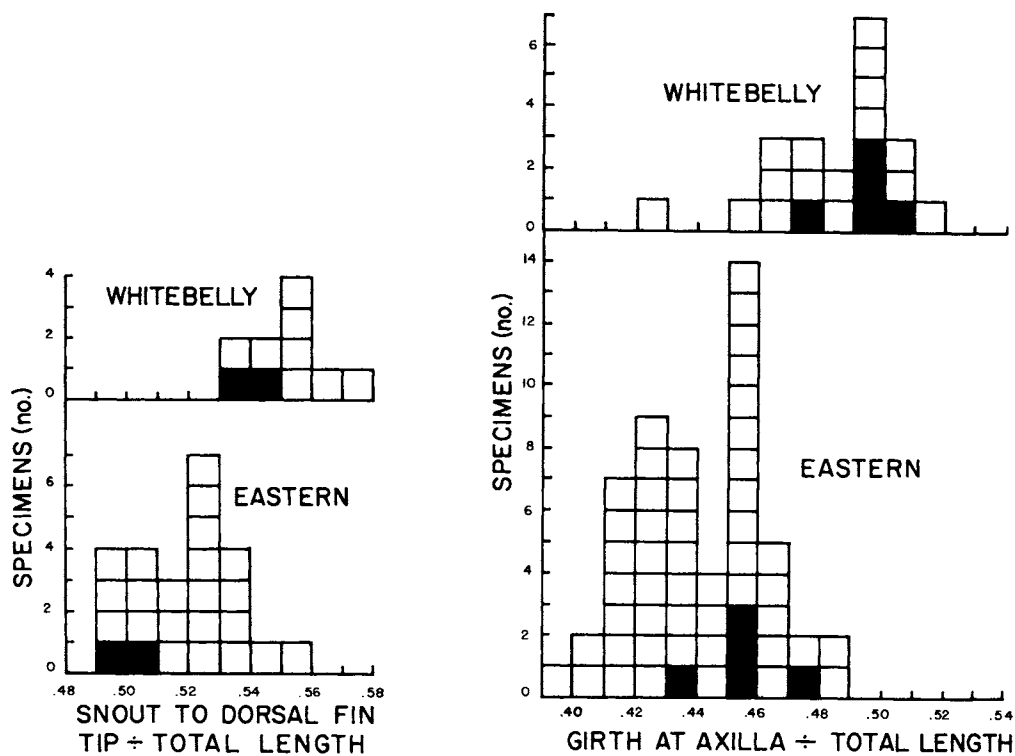 WHITEBELLY
4
2
0
EASTERN
6
4
2
0
SPECIMENS (no.)
.48 .50 .52 .54 .56 .58
SNOUT TO DORSAL FIN
TIP ÷ TOTAL LENGTH
WHITEBELLY
6
4
2
0
EASTERN
14
12
10
8
6
4
2
0
SPECIMENS (no.)
.40 .42 .44 .46 .48 .50 .52 .54
GIRTH AT AXILLA ÷ TOTAL LENGTH